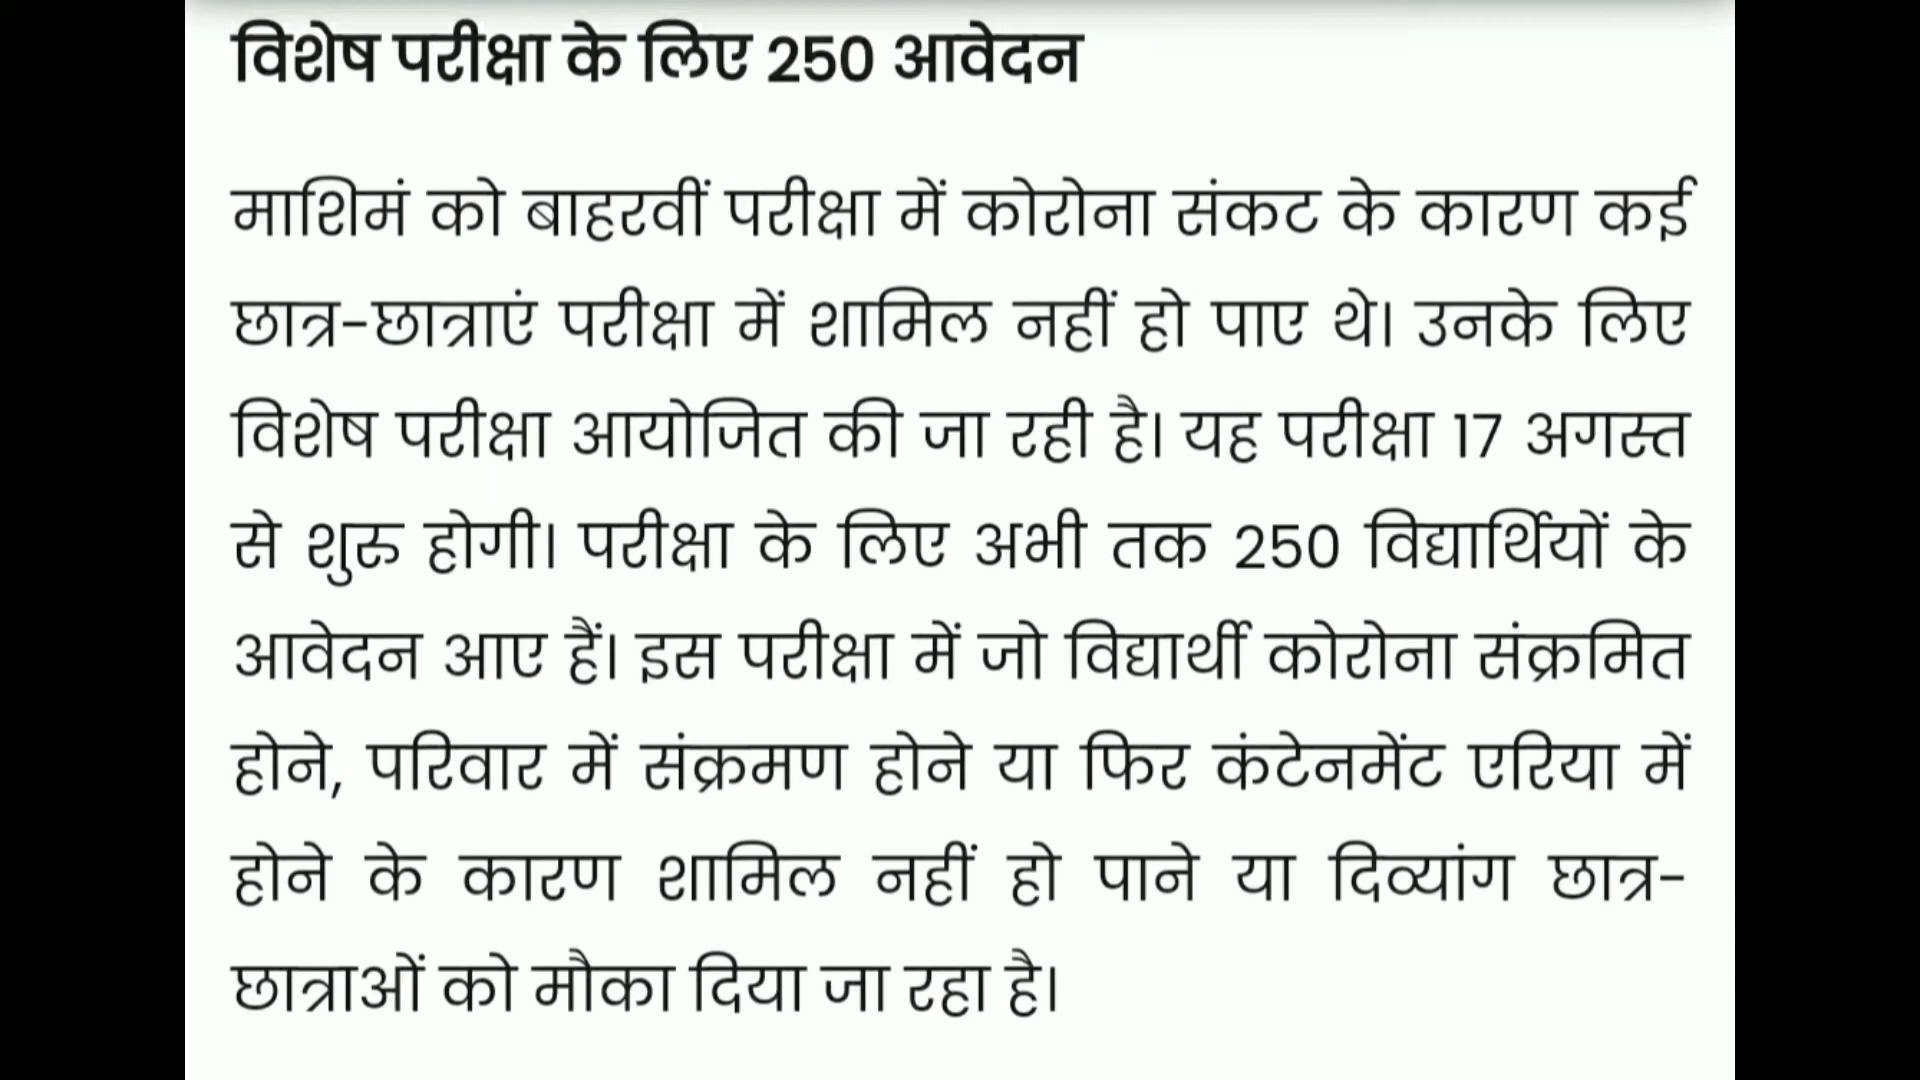 विशेष परीक्षा के लिए 250 आवेदन
माशिमं को बाहरवीं परीक्षा में कोरोना संकट के कारण कई
छात्र-छात्राएं परीक्षा में शामिल नहीं हो पाए थे। उनके लिए
विशेष परीक्षा आयोजित की जा रही है। यह परीक्षा 17 अगस्त
से शुरु होगी। परीक्षा के लिए अभी तक 250 विद्यार्थियों के
आवेदन आए हैं। इस परीक्षा में जो विद्यार्थी कोरोना संक्रमित
होने, परिवार में संक्रमण होने या फिर कंटेनमेंट एरिया में
होने के कारण शामिल नहीं हो पाने या दिव्यांग छात्र-
छात्राओं को मौका दिया जा रहा है।